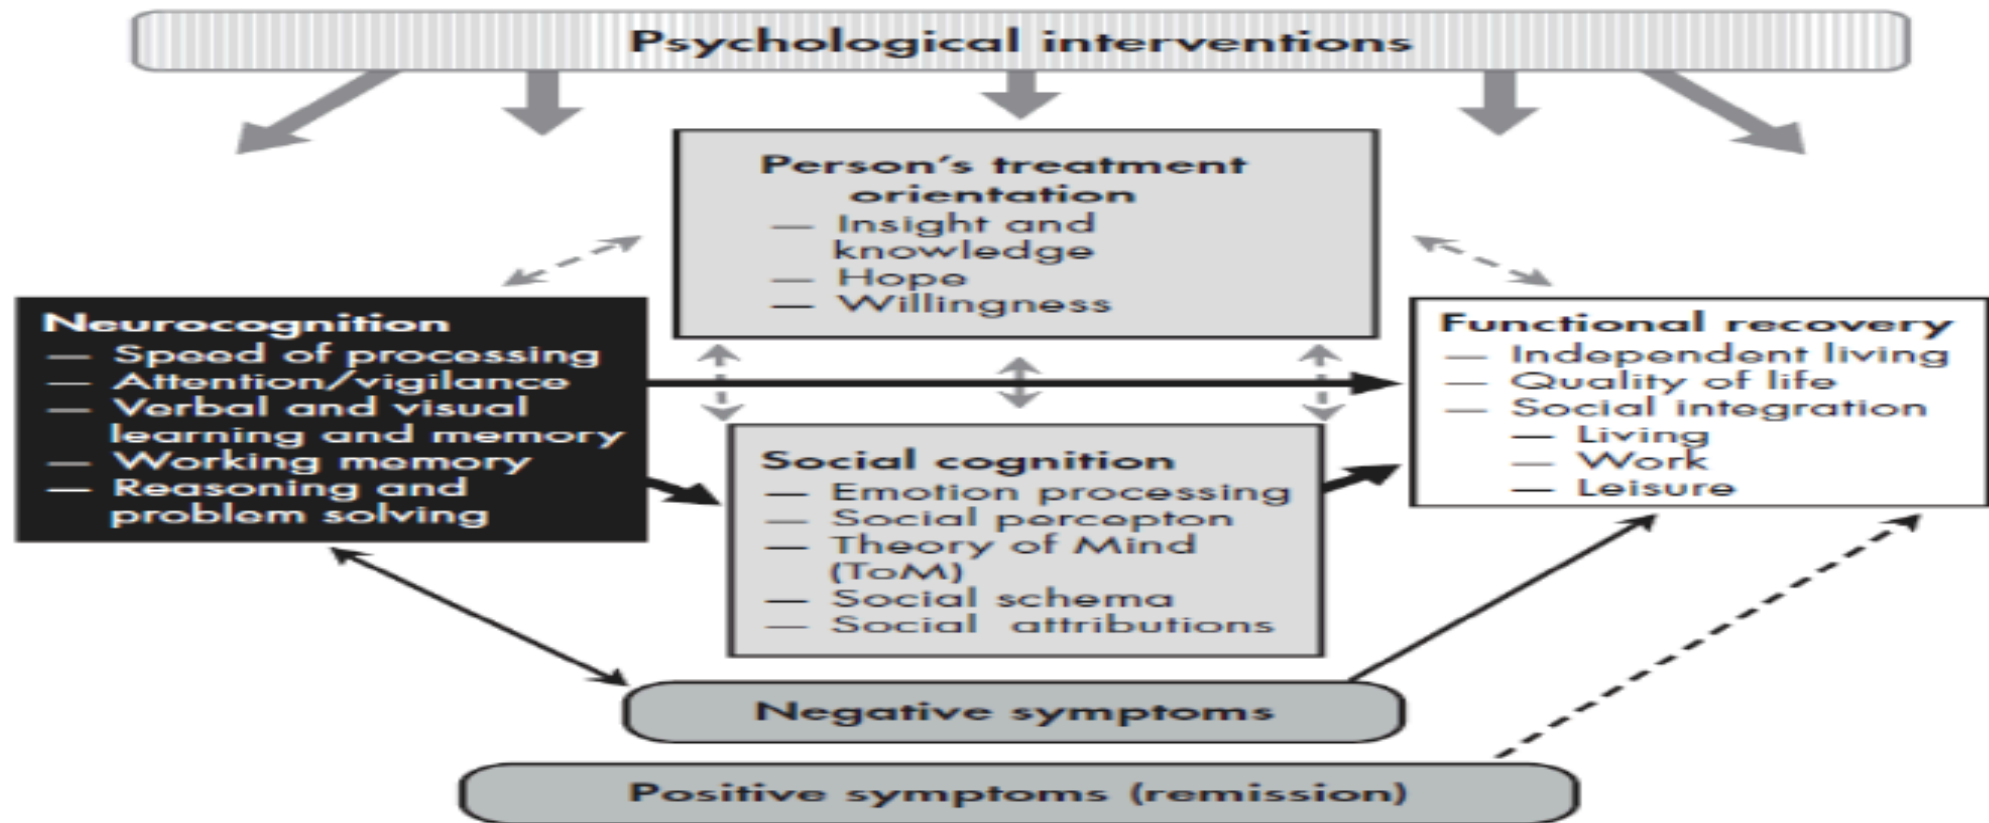 Psychological interventions
Person's treatment
orientation
— Insight and
knowledge
— Hope
— Willingness
Neurocognition
— Speed of processing
— Attention/vigilance
— Verbal and visual
learning and memory
— Working memory
— Reasoning and
problem solving
Social cognition
— Emotion processing
— Social percepton
— Theory of Mind
(ToM)
— Social schema
— Social attributions
Functional recovery
— Independent living
— Quality of life
— Social integration
— Living
— Work
— Leisure
Negative symptoms
Positive symptoms (remission)